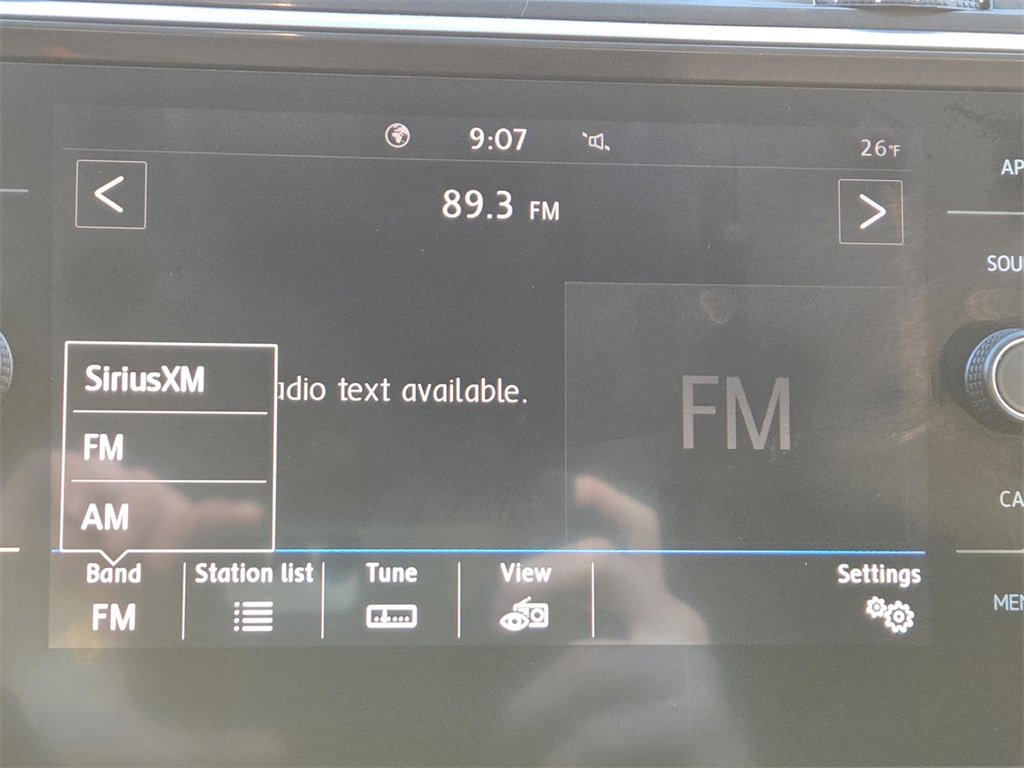 9:07
26°F
89.3 FM
SiriusXM
FM
AM
adio text available.
FM
Band
FM
Station list
Tune
View
Settings
AP
SOU
CA
MEN